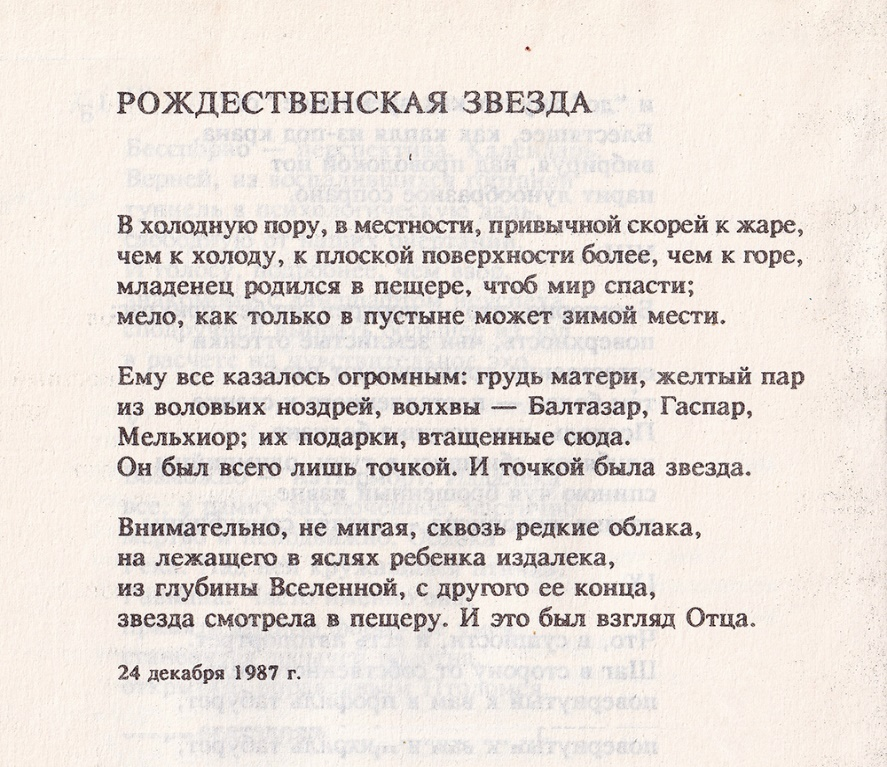 РОЖДЕСТВЕНСКАЯ ЗВЕЗДА
В холодную пору, в местности, привычной скорей к жаре,
чем к холоду, к плоской поверхности более, чем к горе,
младенец родился в пещере, чтоб мир спасти;
мело, как только в пустыне может зимой мести.
Ему все казалось огромным: грудь матери, желтый пар
из воловьих ноздрей, волхвы — Балтазар, Гаспар,
Мельхиор; их подарки, втащенные сюда.
Он был всего лишь точкой. И точкой была звезда.
Внимательно, не мигая, сквозь редкие облака,
на лежащего в яслях ребенка издалека,
из глубины Вселенной, с другого ее конца,
звезда смотрела в пещеру. И это был взгляд Отца.
24 декабря 1987 г.